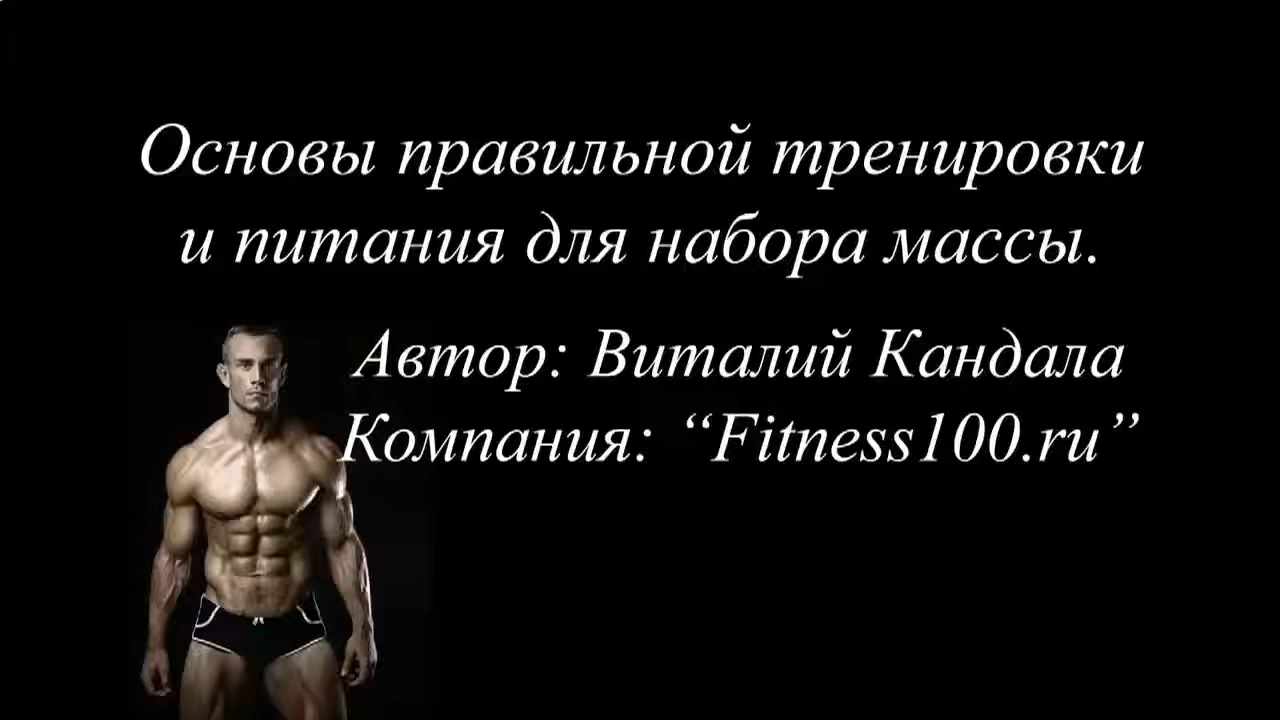 Основы правильной тренировки
и питания для набора массы.
Автор: Виталий Кандала
Компания: “Fitness100.ru”